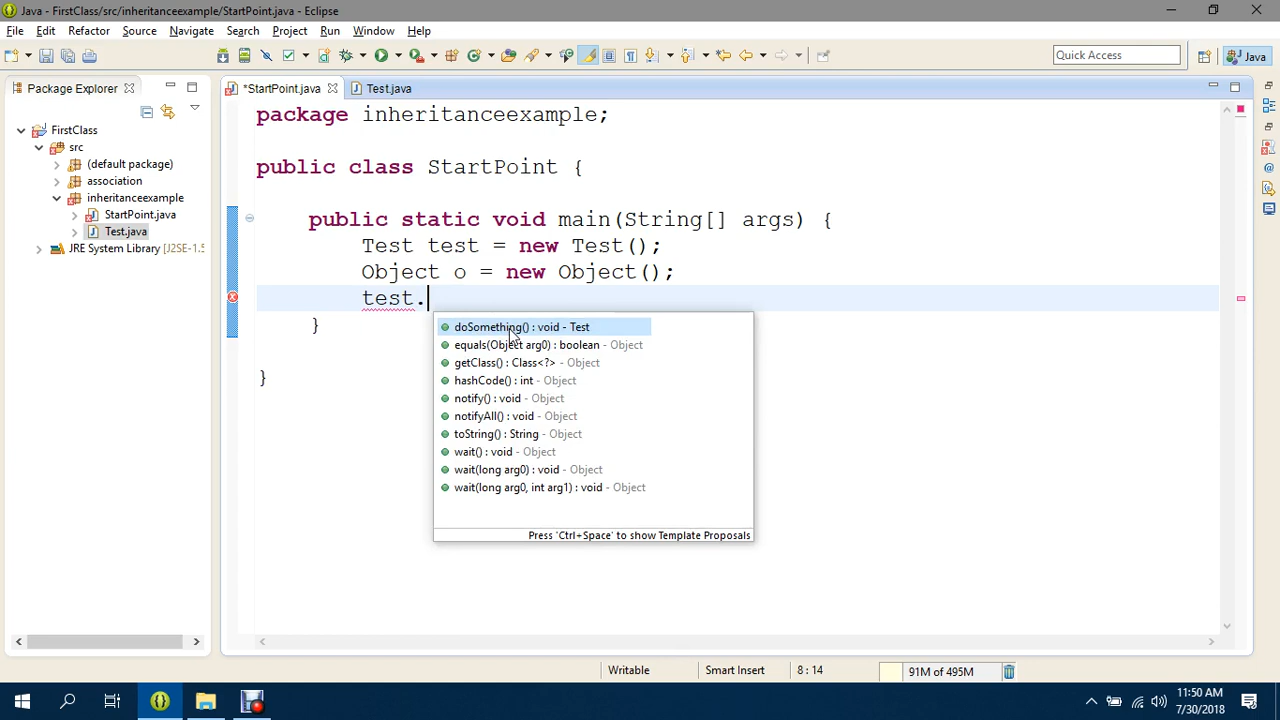 Java - FirstClass/src/inheritanceexample/StartPoint.java - Eclipse
File Edit Refactor Source Navigate Search Project Run Window Help
Quick Access
Java
Package Explorer
*StartPoint.java
Test.java
FirstClass
src
(default package)
association
inheritanceexample
StartPoint.java
Test.java
JRE System Library [J2SE-1.5
package inheritanceexample;
public class StartPoint {
public static void main(String[] args) {
Test test = new Test();
Object o = new Object();
test.
}
}
doSomething() : void - Test
equals(Object arg0) : boolean - Object
getClass() : Class<?> - Object
hashCode() : int - Object
notify() : void - Object
notifyAll() : void - Object
toString() : String - Object
wait() : void - Object
wait(long arg0) : void - Object
wait(long arg0, int arg1) : void - Object
Press 'Ctrl+Space' to show Template Proposals
Writable
Smart Insert
8 : 14
91M of 495M
11:50 AM
7/30/2018